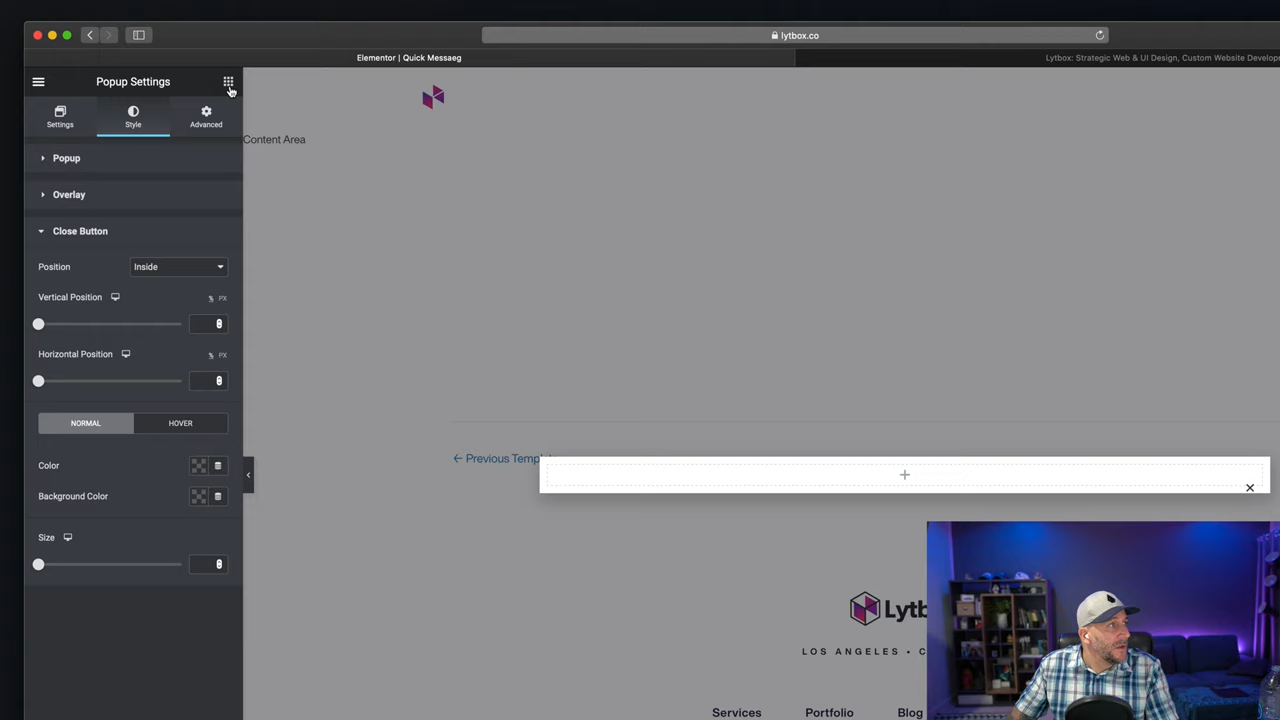 lytbox.co
Elementor | Quick Messaeg
Lytbox: Strategic Web & UI Design, Custom Website Develop
Popup Settings
Settings
Style
Advanced
Content Area
Popup
Overlay
Close Button
Position
Inside
Vertical Position
% PX
Horizontal Position
% PX
NORMAL
HOVER
Color
← Previous Templ
Background Color
Size
Lytb
LOS ANGELES • C
Services
Portfolio
Blog